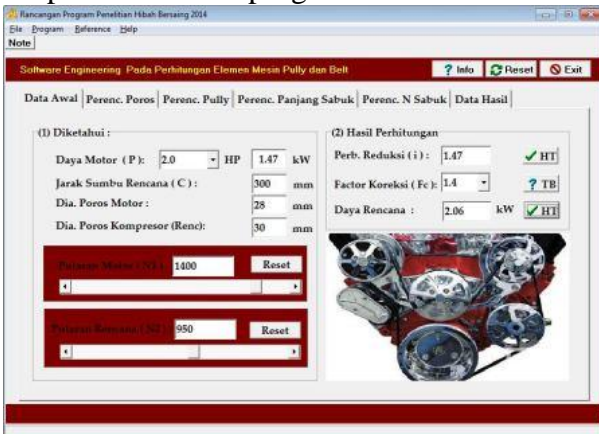 Rancangan Program Penelitian Hibah Bersaing 2014
File Program Reference Help
Note
Software Engineering Pada Perhitungan Elemen Mesin Pully dan Belt
? Info Reset Exit
Data Awal Perenc. Poros Perenc. Pully Perenc. Panjang Sabuk Perenc. N Sabuk Data Hasil
(1) Diketahui :
Daya Motor ( P ): 2.0 HP 1.47 kW
Jarak Sumbu Rencana ( C ) : 300 mm
Dia. Poros Motor : 28 mm
Dia. Poros Kompresor (Renc): 30 mm
Putaran Motor ( N1 ) : 1400 Reset
Putaran Rencana ( N2 ) : 950 Reset
(2) Hasil Perhitungan
Perb. Reduksi ( i ) : 1.47 HT
Factor Koreksi ( Fc ): 1.4 ? TB
Daya Rencana : 2.06 kW HT